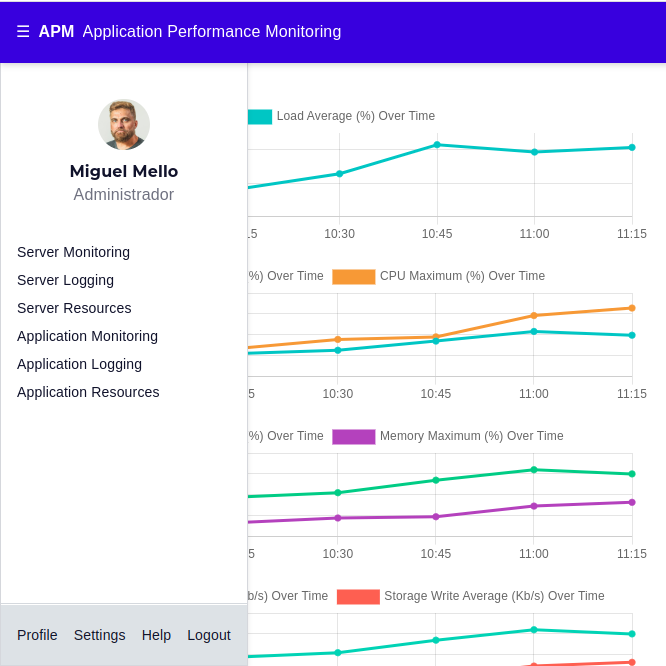 ☰ APM Application Performance Monitoring
Miguel Mello
Administrador
Server Monitoring
Server Logging
Server Resources
Application Monitoring
Application Logging
Application Resources
Profile Settings Help Logout
Load Average (%) Over Time
10:30 10:45 11:00 11:15
%) Over Time CPU Maximum (%) Over Time
10:30 10:45 11:00 11:15
%) Over Time Memory Maximum (%) Over Time
10:30 10:45 11:00 11:15
b/s) Over Time Storage Write Average (Kb/s) Over Time